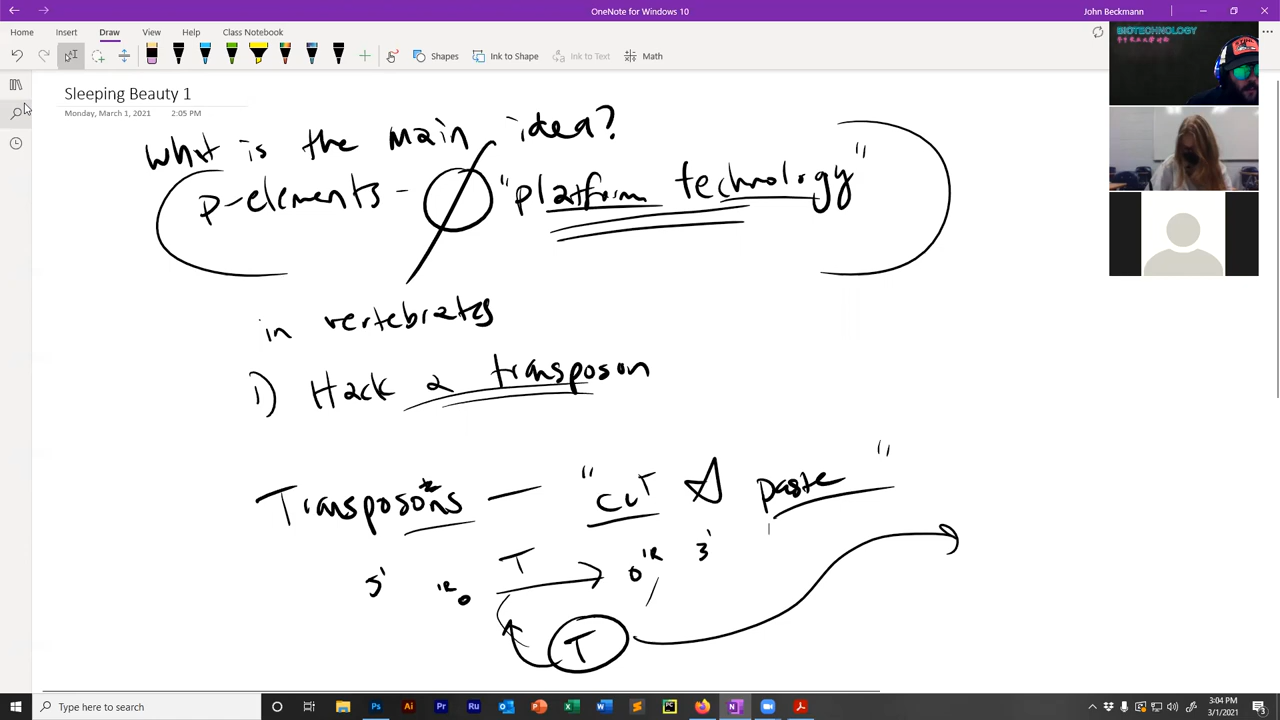 OneNote for Windows 10
John Beckmann
Home Insert Draw View Help Class Notebook
Shapes Ink to Shape Ink to Text Math
BIOTECHNOLOGY
Sleeping Beauty 1
Monday, March 1, 2021 2:05 PM
What is the main idea?
P-elements - "platform technology"
in vertebrates
1) Hack a transposon
Transposons — "cut & paste"
5' IR T IR 3'
T
Type here to search
3:04 PM
3/1/2021